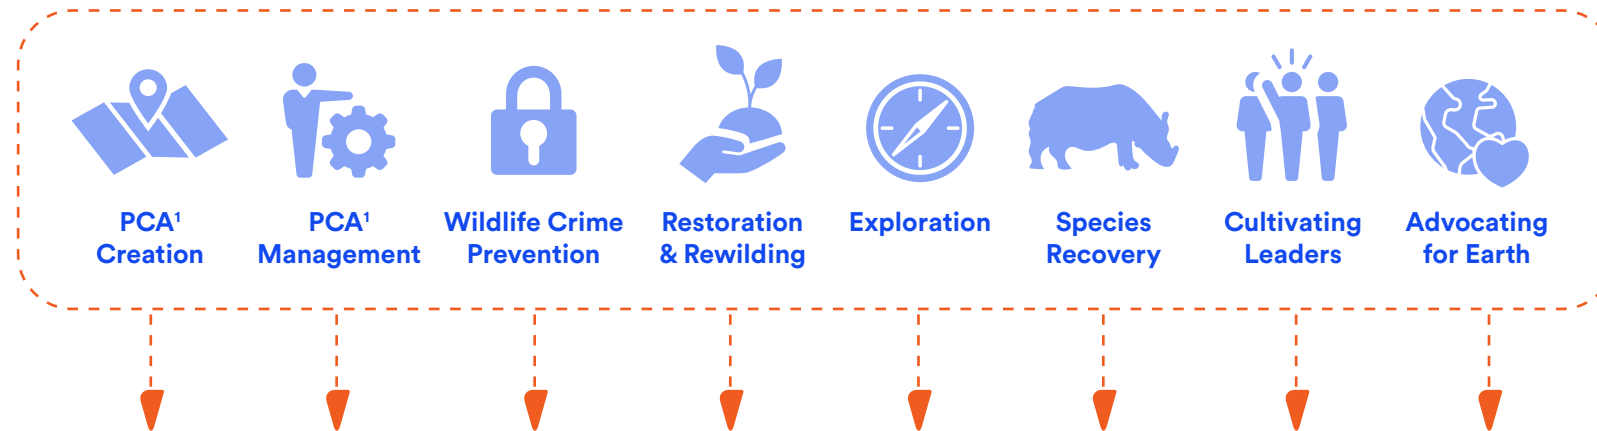 PCA¹
Creation
PCA¹
Management
Wildlife Crime
Prevention
Restoration
& Rewilding
Exploration
Species
Recovery
Cultivating
Leaders
Advocating
for Earth